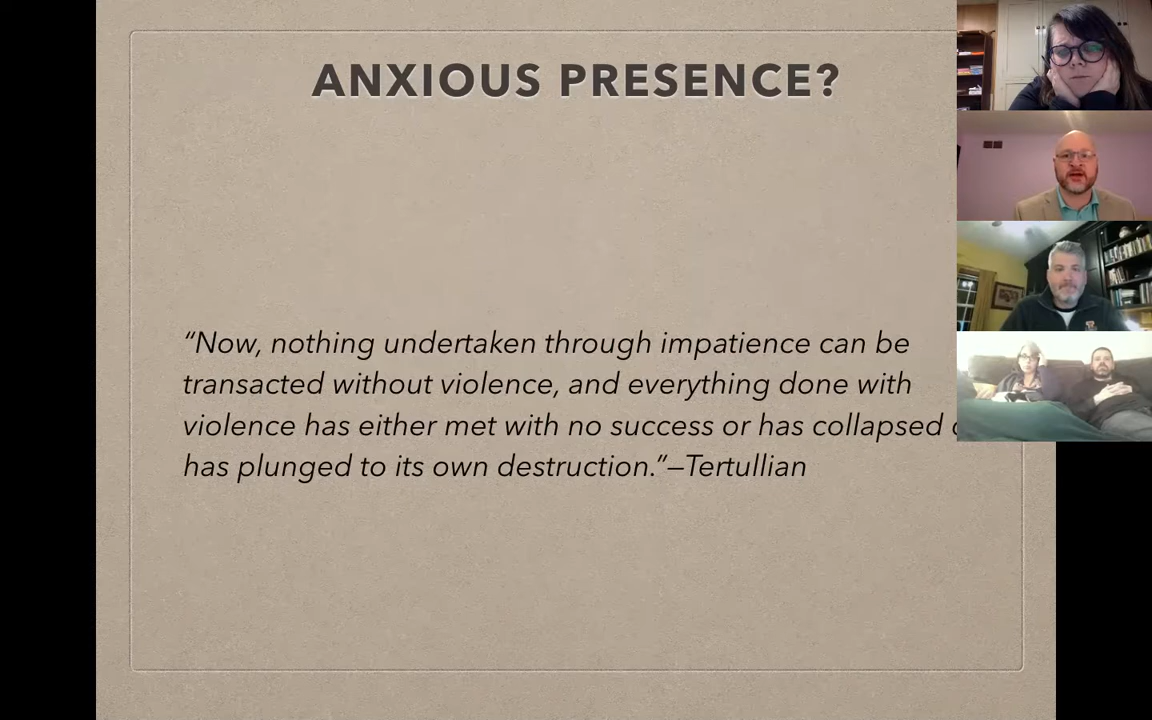 ANXIOUS PRESENCE?
“Now, nothing undertaken through impatience can be
transacted without violence, and everything done with
violence has either met with no success or has collapsed
has plunged to its own destruction.”—Tertullian